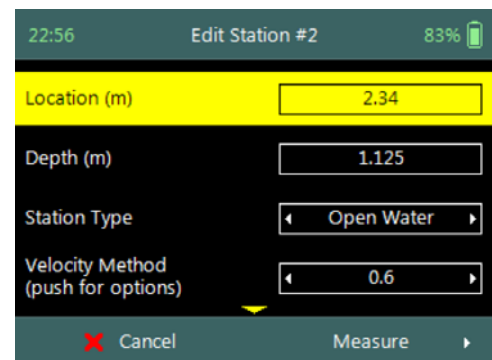 22:56 Edit Station #2 83%
Location (m) 2.34
Depth (m) 1.125
Station Type Open Water
Velocity Method
(push for options) 0.6
Cancel Measure